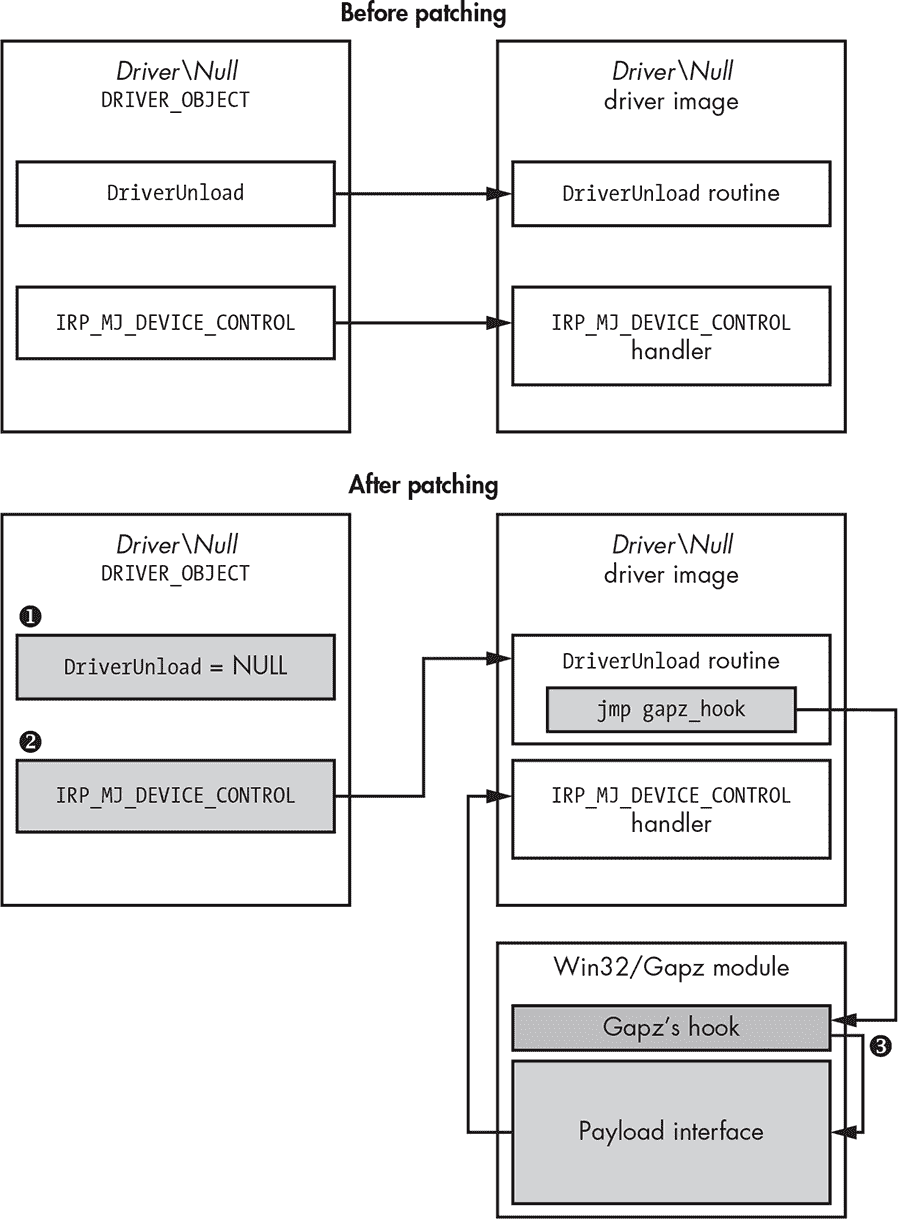 Before patching
Driver\Null
DRIVER_OBJECT
DriverUnload
IRP_MJ_DEVICE_CONTROL
Driver\Null
driver image
DriverUnload routine
IRP_MJ_DEVICE_CONTROL
handler
After patching
Driver\Null
DRIVER_OBJECT
❶
DriverUnload = NULL
❷
IRP_MJ_DEVICE_CONTROL
Driver\Null
driver image
DriverUnload routine
jmp gapz_hook
IRP_MJ_DEVICE_CONTROL
handler
Win32/Gapz module
Gapz’s hook
❸
Payload interface